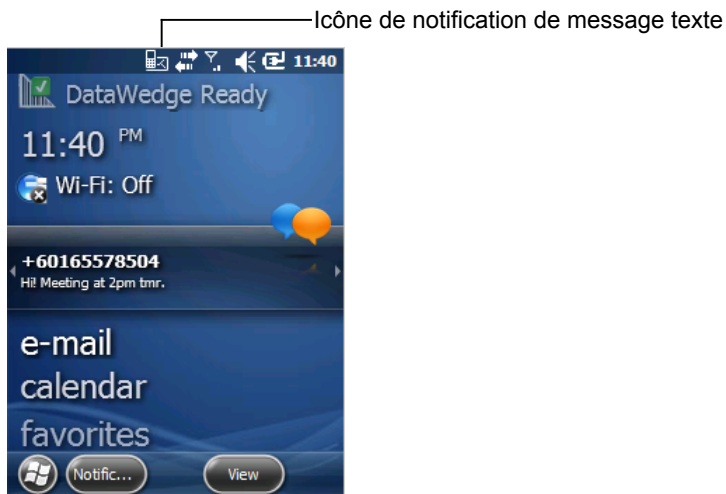 Icône de notification de message texte
11:40
DataWedge Ready
11:40 PM
Wi-Fi: Off
+60165578504
Hi! Meeting at 2pm tmr.
e-mail
calendar
favorites
Notific... View